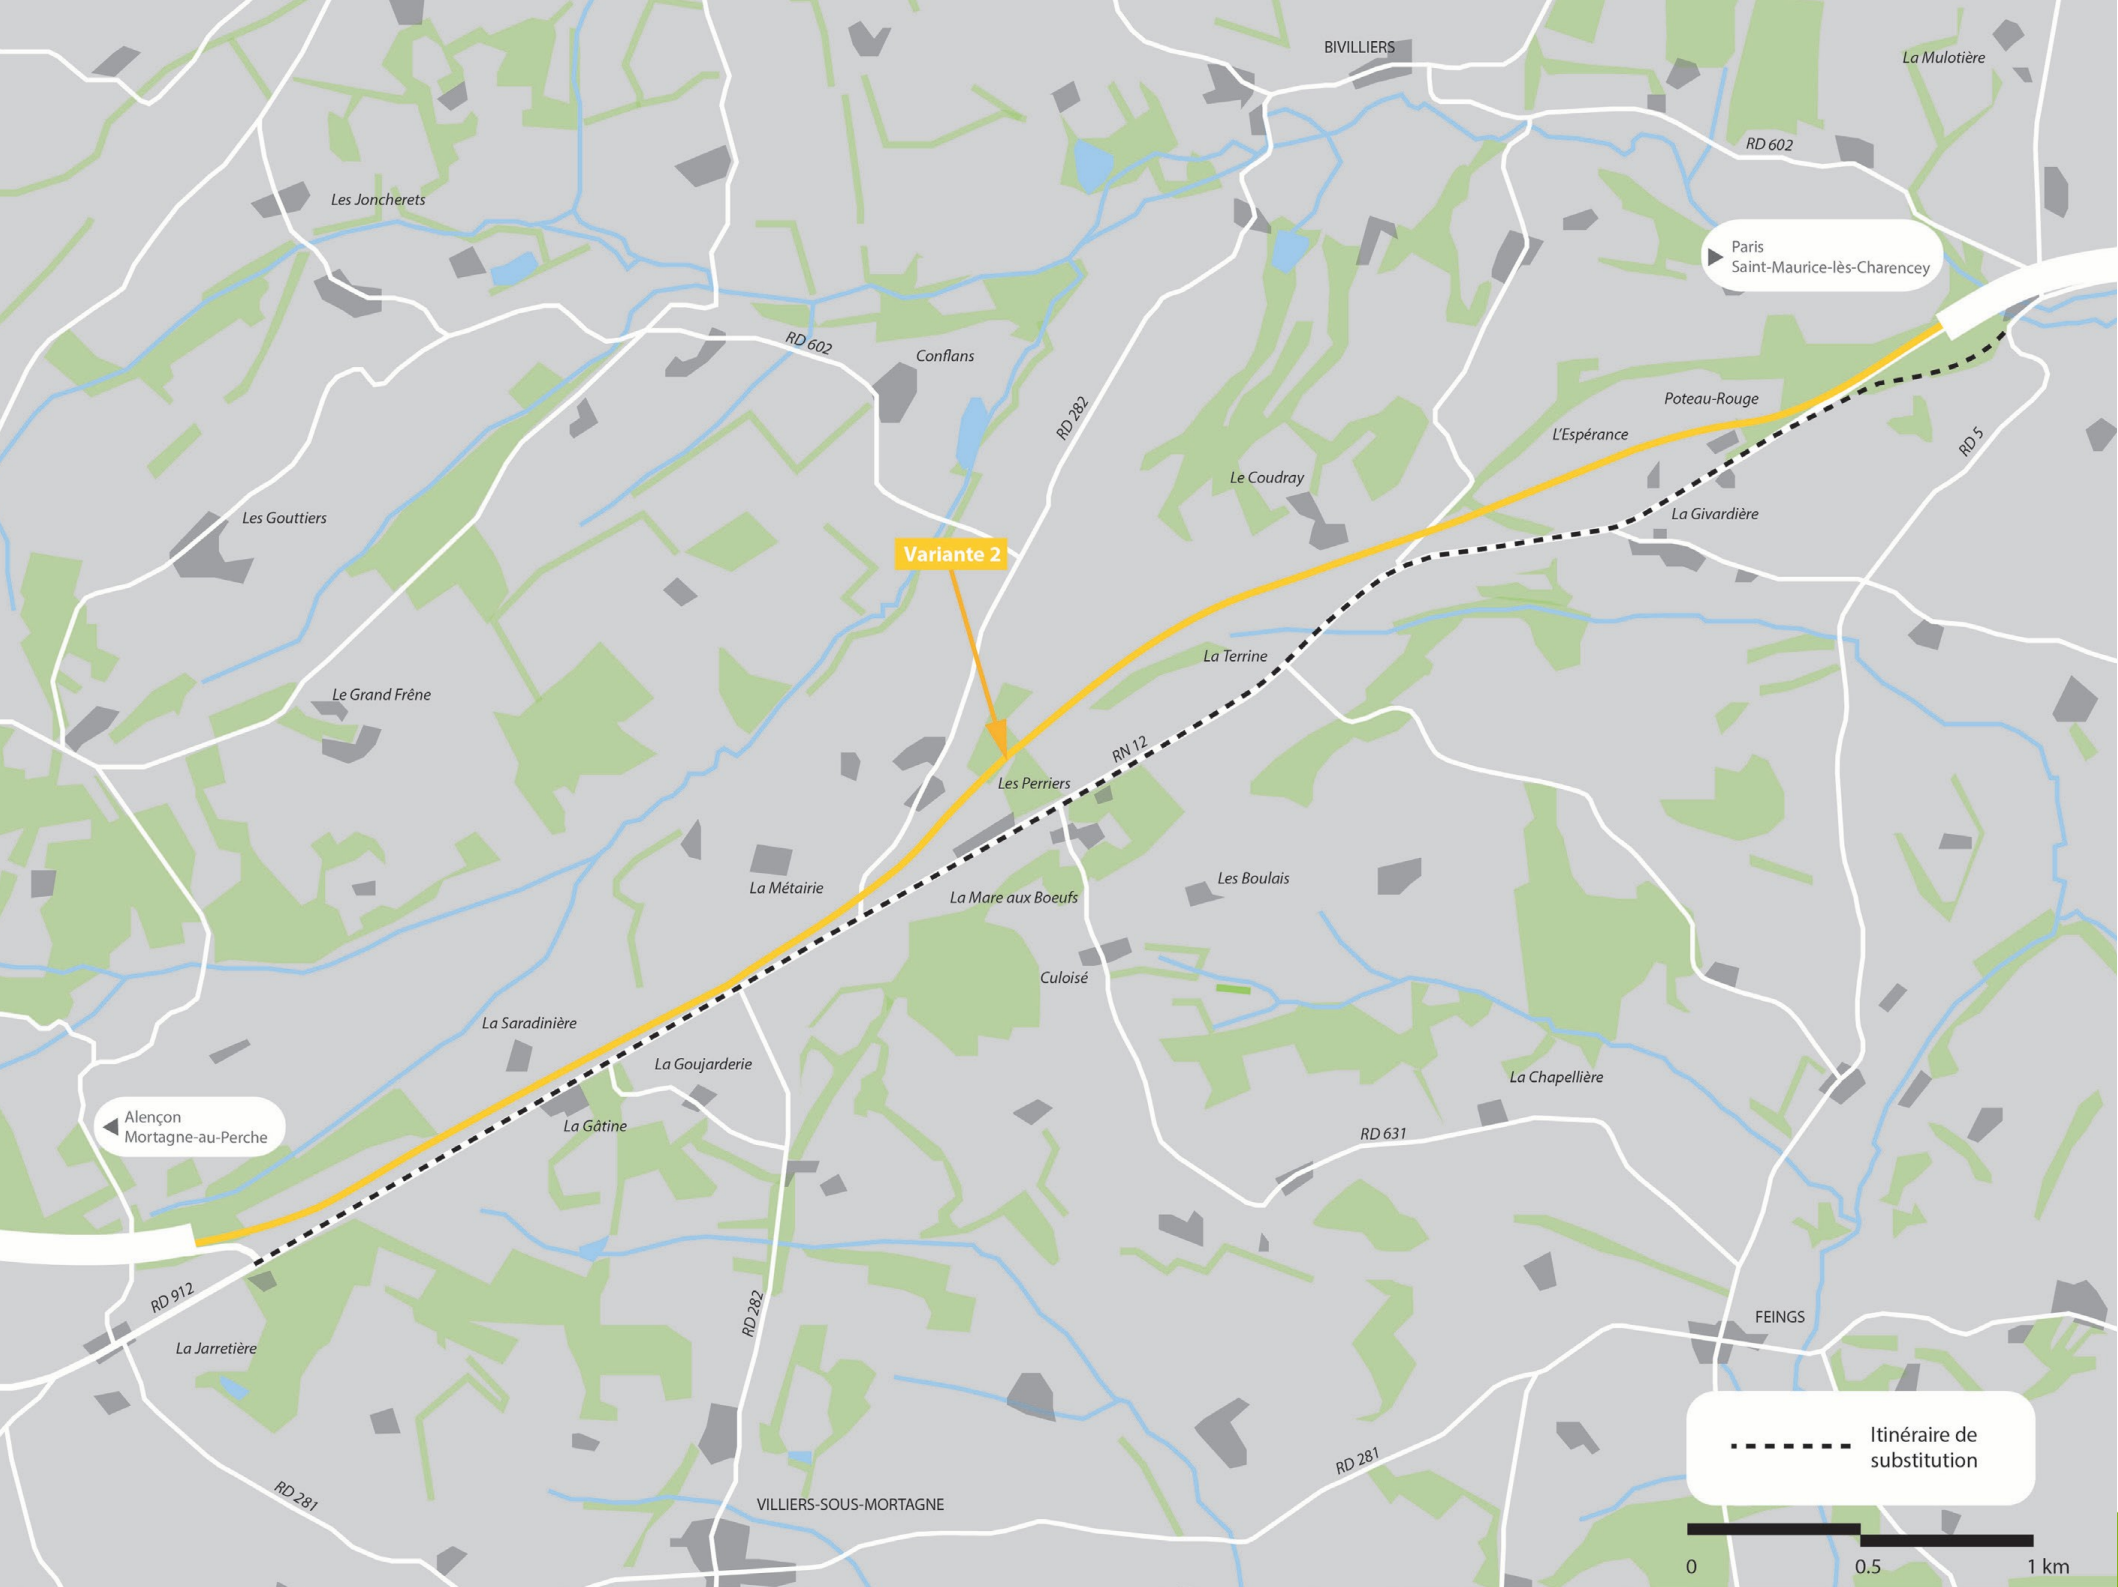 BIVILLIERS
La Mulotière
RD 602
Les Joncherets
Paris
Saint-Maurice-lès-Charencey
RD 602
Conflans
Poteau-Rouge
RD 282
L'Espérance
RD 5
Le Coudray
Les Gouttiers
La Givardière
Variante 2
La Terrine
Le Grand Frêne
RN 12
Les Perriers
La Métairie
Les Boulais
La Mare aux Boeufs
Culoisé
La Saradinière
La Goujarderie
La Chapellière
Alençon
Mortagne-au-Perche
La Gâtine
RD 631
RD 912
RD 282
FEINGS
La Jarretière
Itinéraire de
substitution
RD 281
RD 281
VILLIERS-SOUS-MORTAGNE
0 0.5 1 km